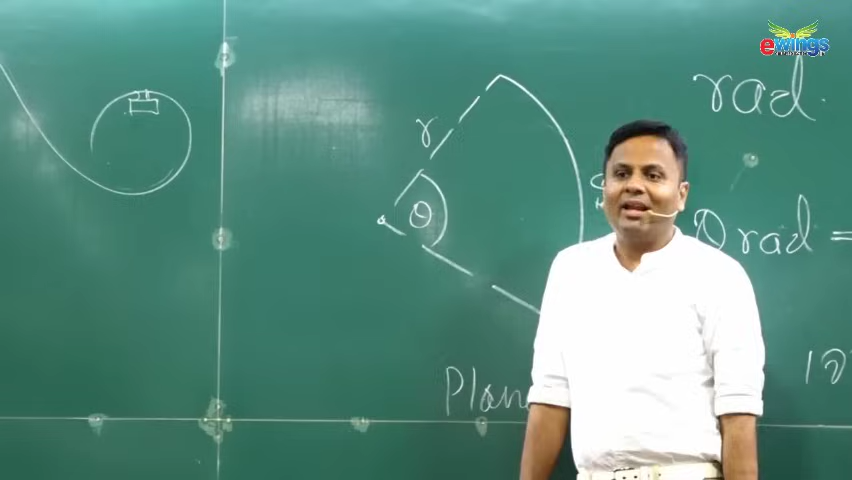 ewings
rad.
r
θ
θ rad =
Plan